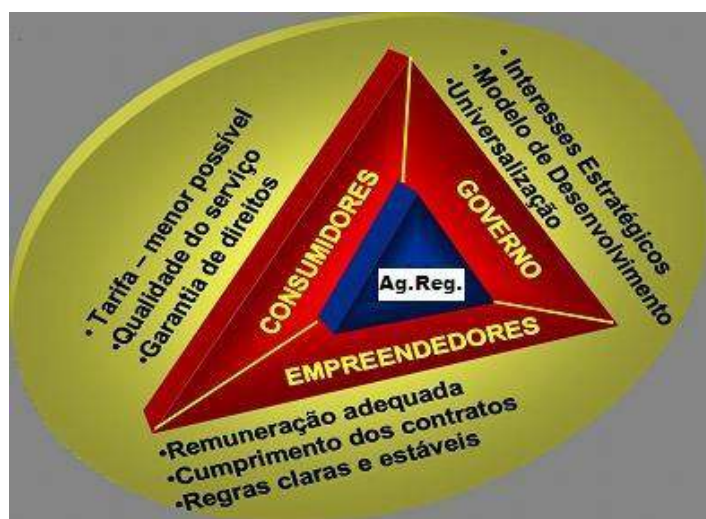 • Tarifa – menor possível
•Qualidade do serviço
•Garantia de direitos
• Interesses Estratégicos
•Modelo de Desenvolvimento
•Universalização
CONSUMIDORES
GOVERNO
Ag.Reg.
EMPREENDEDORES
•Remuneração adequada
•Cumprimento dos contratos
•Regras claras e estáveis